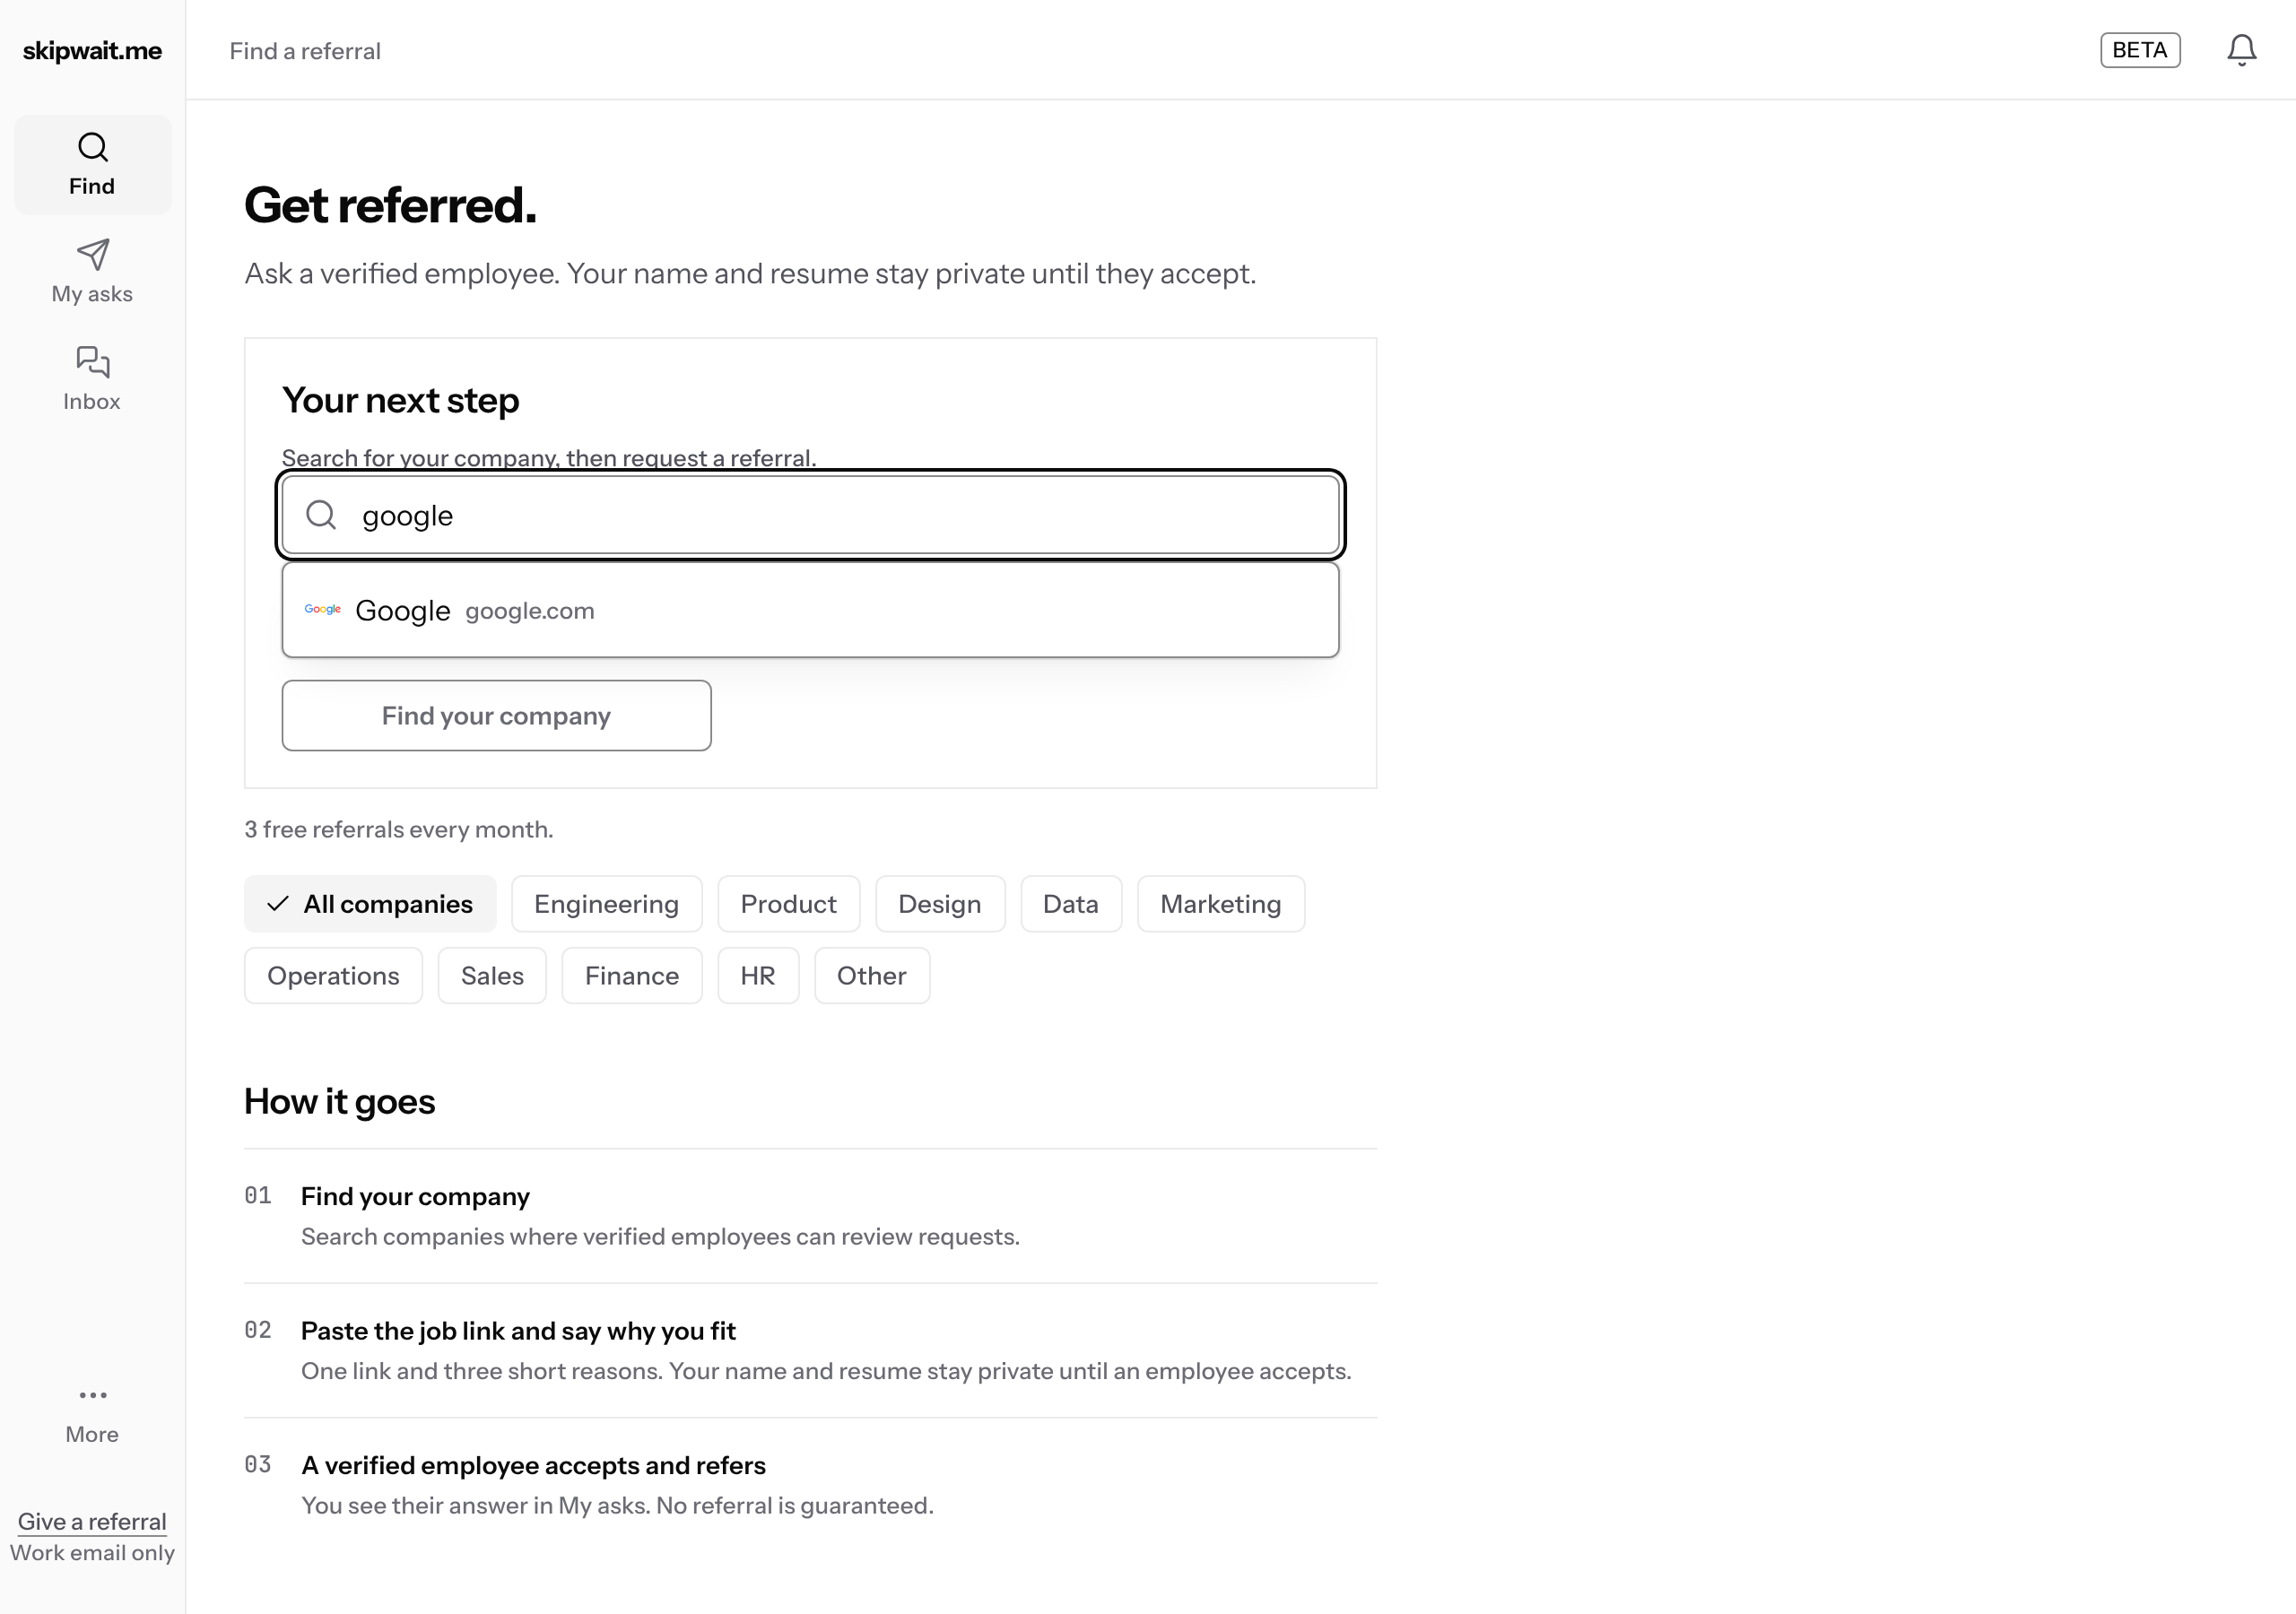 skipwait.me
Find
My asks
Inbox
More
Give a referral
Work email only
Find a referral
BETA
Get referred.
Ask a verified employee. Your name and resume stay private until they accept.
Your next step
Search for your company, then request a referral.
google
Google Google google.com
Find your company
3 free referrals every month.
All companies Engineering Product Design Data Marketing
Operations Sales Finance HR Other
How it goes
01 Find your company
Search companies where verified employees can review requests.
02 Paste the job link and say why you fit
One link and three short reasons. Your name and resume stay private until an employee accepts.
03 A verified employee accepts and refers
You see their answer in My asks. No referral is guaranteed.